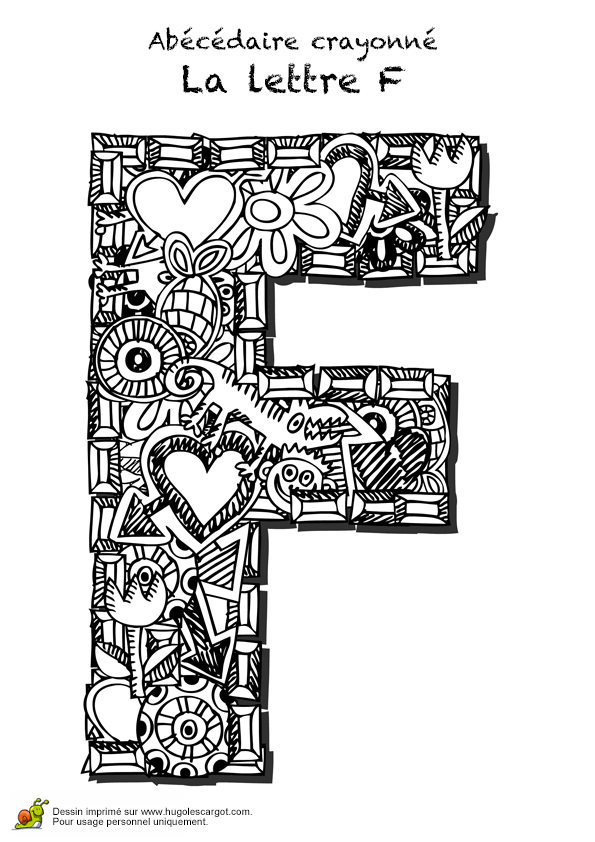 Abécédaire crayonné
La lettre F
Dessin imprimé sur www.hugolescargot.com.
Pour usage personnel uniquement.